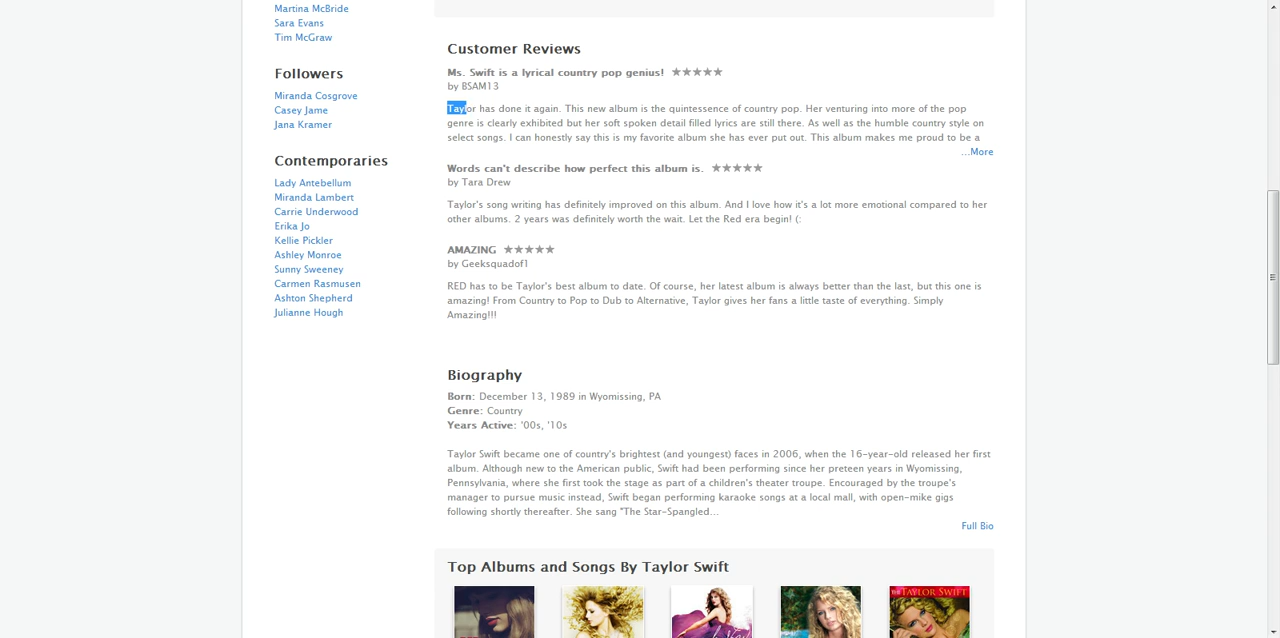 Martina McBride
Sara Evans
Tim McGraw
Followers
Miranda Cosgrove
Casey Jame
Jana Kramer
Contemporaries
Lady Antebellum
Miranda Lambert
Carrie Underwood
Erika Jo
Kellie Pickler
Ashley Monroe
Sunny Sweeney
Carmen Rasmusen
Ashton Shepherd
Julianne Hough
Customer Reviews
Ms. Swift is a lyrical country pop genius! ★★★★★
by BSAM13
Taylor has done it again. This new album is the quintessence of country pop. Her venturing into more of the pop
genre is clearly exhibited but her soft spoken detail filled lyrics are still there. As well as the humble country style on
select songs. I can honestly say this is my favorite album she has ever put out. This album makes me proud to be a
...More
Words can't describe how perfect this album is. ★★★★★
by Tara Drew
Taylor's song writing has definitely improved on this album. And I love how it's a lot more emotional compared to her
other albums. 2 years was definitely worth the wait. Let the Red era begin! (:
AMAZING ★★★★★
by Geeksquadof1
RED has to be Taylor's best album to date. Of course, her latest album is always better than the last, but this one is
amazing! From Country to Pop to Dub to Alternative, Taylor gives her fans a little taste of everything. Simply
Amazing!!!
Biography
Born: December 13, 1989 in Wyomissing, PA
Genre: Country
Years Active: '00s, '10s
Taylor Swift became one of country's brightest (and youngest) faces in 2006, when the 16-year-old released her first
album. Although new to the American public, Swift had been performing since her preteen years in Wyomissing,
Pennsylvania, where she first took the stage as part of a children's theater troupe. Encouraged by the troupe's
manager to pursue music instead, Swift began performing karaoke songs at a local mall, with open-mike gigs
following shortly thereafter. She sang "The Star-Spangled...
Full Bio
Top Albums and Songs By Taylor Swift
TAYLOR SWIFT